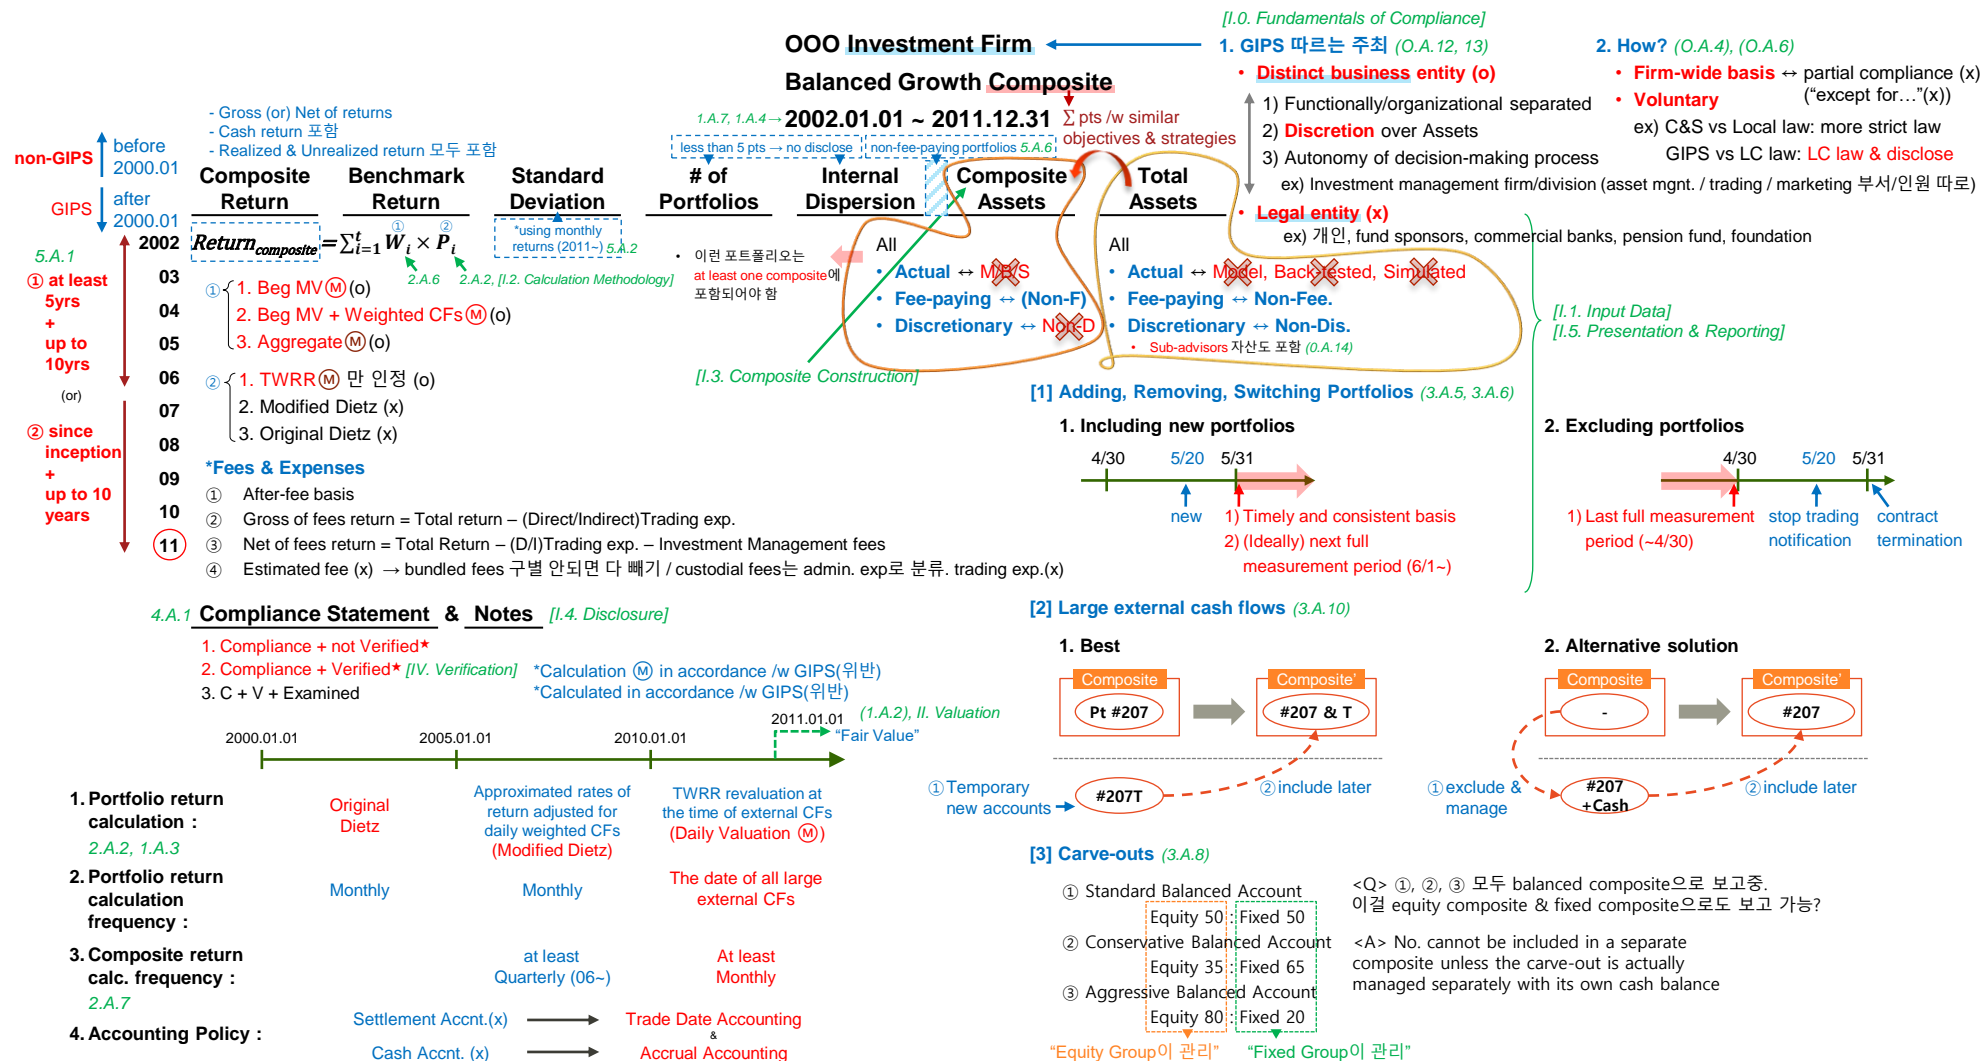 [I.0. Fundamentals of Compliance]
OOO Investment Firm
1. GIPS 따르는 주최 (O.A.12, 13)
2. How? (O.A.4), (O.A.6)
• Distinct business entity (o)
• Firm-wide basis ↔ partial compliance (x)
("except for…"(x))
Balanced Growth Composite
1) Functionally/organizational separated
• Voluntary
- Gross (or) Net of returns
- Cash return 포함
- Realized & Unrealized return 모두 포함
1.A.7, 1.A.4→ 2002.01.01 ~ 2011.12.31
∑ pts /w similar
objectives & strategies
2) Discretion over Assets
ex) C&S vs Local law: more strict law
3) Autonomy of decision-making process
GIPS vs LC law: LC law & disclose
ex) Investment management firm/division (asset mgnt. / trading / marketing 부서/인원 따로)
• Legal entity (x)
ex) 개인, fund sponsors, commercial banks, pension fund, foundation
non-GIPS
before
2000.01
GIPS
after
2000.01
less than 5 pts → no disclose
non-fee-paying portfolios 5.A.6
Composite
Return
Benchmark
Return
Standard
Deviation
# of
Portfolios
Internal
Dispersion
Composite
Assets
Total
Assets
5.A.1
① at least
5yrs
+
up to
10yrs
(or)
② since
inception
+
up to 10
years
2002
03
04
05
06
07
08
09
10
11
① ②
Return composite = ∑ᵗᵢ₌₁ Wᵢ × Pᵢ
*using monthly
returns (2011~) 5.A.2
2.A.6
2.A.2, [I.2. Calculation Methodology]
① 1. Beg MV Ⓜ (o)
2. Beg MV + Weighted CFs Ⓜ (o)
3. Aggregate Ⓜ (o)
② 1. TWRR Ⓜ 만 인정 (o)
2. Modified Dietz (x)
3. Original Dietz (x)
• 이런 포트폴리오는
at least one composite에
포함되어야 함
All
• Actual ↔ M/B/S
• Fee-paying ↔ (Non-F)
• Discretionary ↔ Non-D
All
• Actual ↔ Model, Back-tested, Simulated
• Fee-paying ↔ Non-Fee.
• Discretionary ↔ Non-Dis.
• Sub-advisors 자산도 포함 (0.A.14)
[I.1. Input Data]
[I.5. Presentation & Reporting]
[I.3. Composite Construction]
*Fees & Expenses
① After-fee basis
② Gross of fees return = Total return – (Direct/Indirect)Trading exp.
③ Net of fees return = Total Return – (D/I)Trading exp. – Investment Management fees
④ Estimated fee (x) → bundled fees 구별 안되면 다 빼기 / custodial fees는 admin. exp로 분류. trading exp.(x)
[1] Adding, Removing, Switching Portfolios (3.A.5, 3.A.6)
1. Including new portfolios
4/30 5/20 5/31
new
1) Timely and consistent basis
2) (Ideally) next full
measurement period (6/1~)
2. Excluding portfolios
4/30 5/20 5/31
1) Last full measurement
period (~4/30)
stop trading
notification
contract
termination
4.A.1 Compliance Statement & Notes [I.4. Disclosure]
1. Compliance + not Verified★
2. Compliance + Verified★ [IV. Verification]
3. C + V + Examined
*Calculation Ⓜ in accordance /w GIPS(위반)
*Calculated in accordance /w GIPS(위반)
2000.01.01
2005.01.01
2010.01.01
2011.01.01
(1.A.2), II. Valuation
"Fair Value"
1. Portfolio return
calculation :
2.A.2, 1.A.3
Original
Dietz
Approximated rates of
return adjusted for
daily weighted CFs
(Modified Dietz)
TWRR revaluation at
the time of external CFs
(Daily Valuation Ⓜ)
2. Portfolio return
calculation
frequency :
Monthly
Monthly
The date of all large
external CFs
3. Composite return
calc. frequency :
2.A.7
at least
Quarterly (06~)
At least
Monthly
4. Accounting Policy :
Settlement Accnt.(x)
Trade Date Accounting
&
Cash Accnt. (x)
Accrual Accounting
[2] Large external cash flows (3.A.10)
1. Best
Composite
Pt #207
Composite'
#207 & T
① Temporary
new accounts
#207T
② include later
2. Alternative solution
Composite
-
Composite'
#207
① exclude &
manage
#207
+Cash
② include later
[3] Carve-outs (3.A.8)
① Standard Balanced Account
Equity 50 : Fixed 50
② Conservative Balanced Account
Equity 35 : Fixed 65
③ Aggressive Balanced Account
Equity 80 : Fixed 20
"Equity Group이 관리"
"Fixed Group이 관리"
<Q> ①, ②, ③ 모두 balanced composite으로 보고중.
이걸 equity composite & fixed composite으로도 보고 가능?
<A> No. cannot be included in a separate
composite unless the carve-out is actually
managed separately with its own cash balance